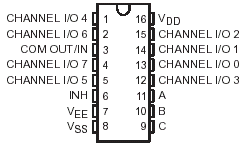 CHANNEL I/O 4 1 16 VDD
CHANNEL I/O 6 2 15 CHANNEL I/O 2
COM OUT/IN 3 14 CHANNEL I/O 1
CHANNEL I/O 7 4 13 CHANNEL I/O 0
CHANNEL I/O 5 5 12 CHANNEL I/O 3
INH 6 11 A
VEE 7 10 B
VSS 8 9 C